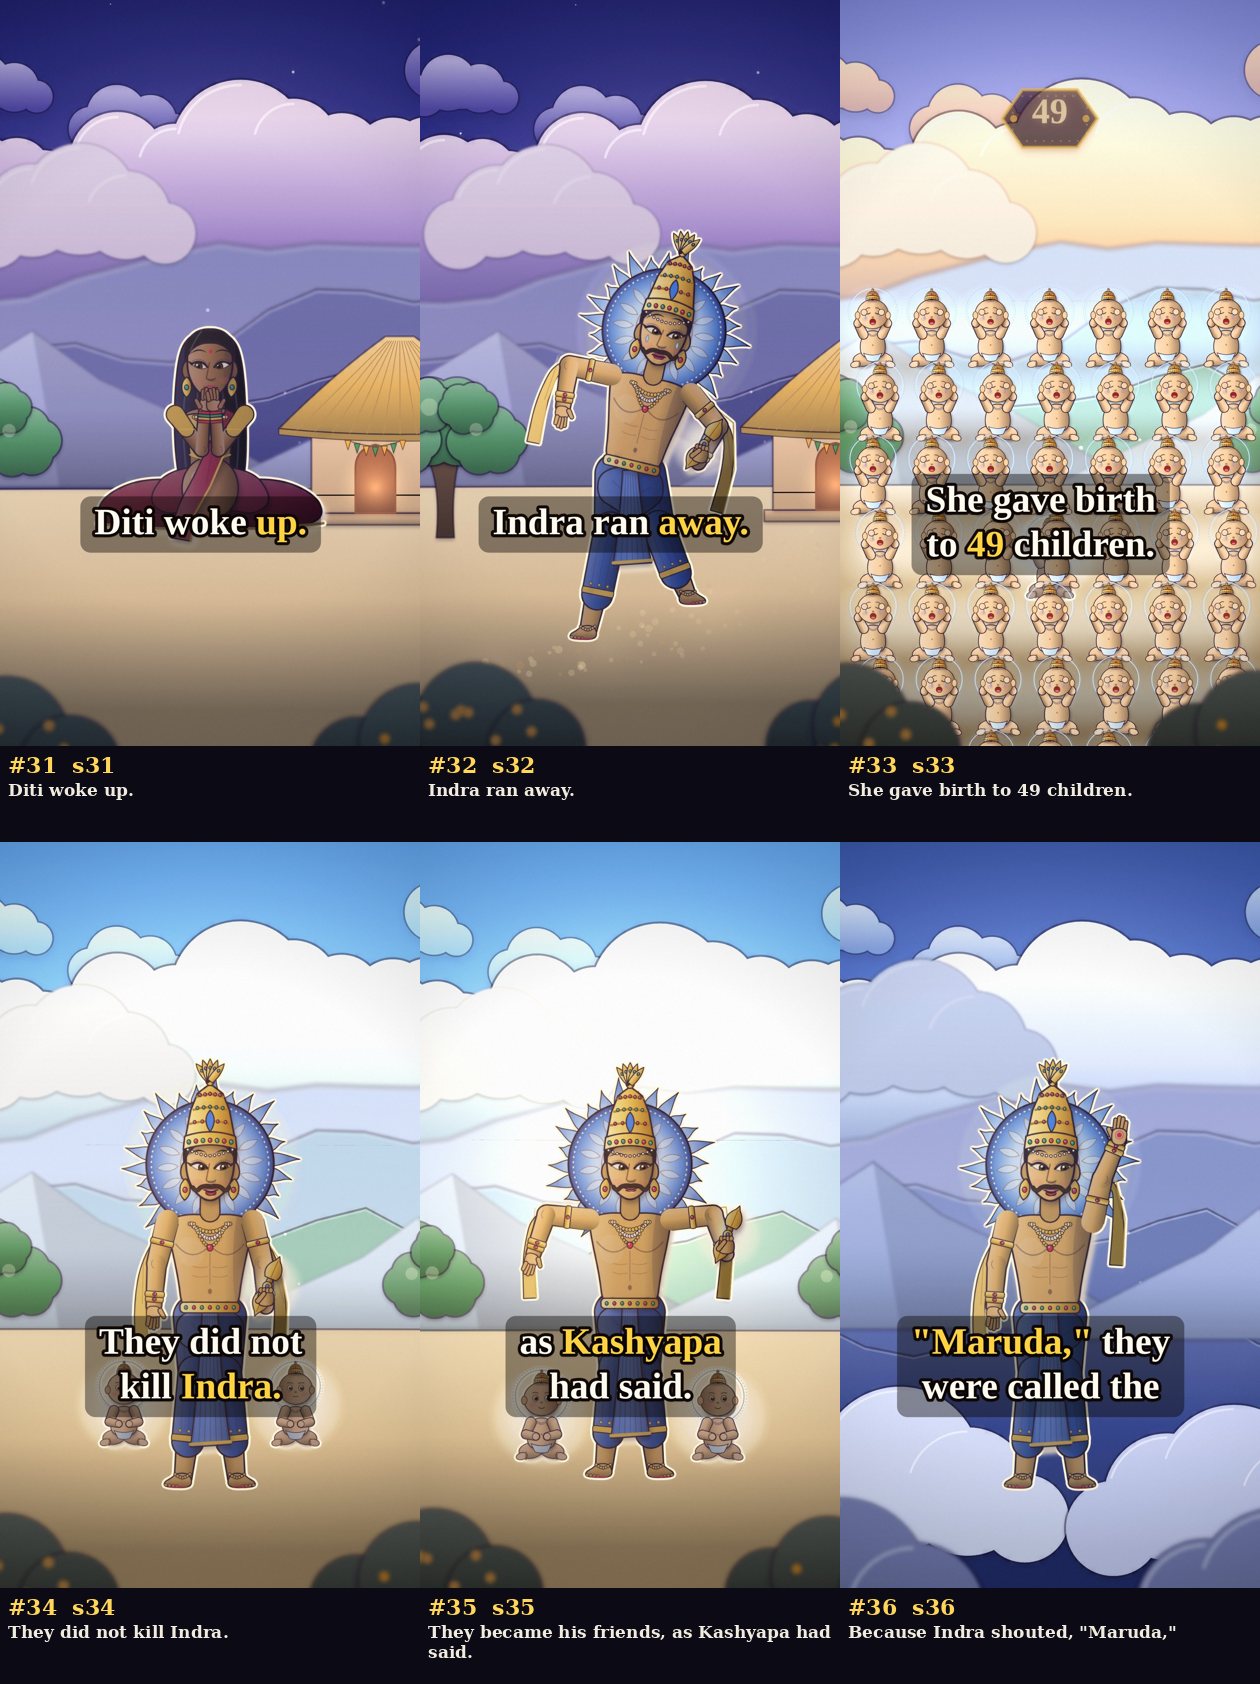 Diti woke up.
#31 s31
Diti woke up.
Indra ran away.
#32 s32
Indra ran away.
49
She gave birth
to 49 children.
#33 s33
She gave birth to 49 children.
They did not
kill Indra.
#34 s34
They did not kill Indra.
as Kashyapa
had said.
#35 s35
They became his friends, as Kashyapa had
said.
"Maruda," they
were called the
#36 s36
Because Indra shouted, "Maruda,"